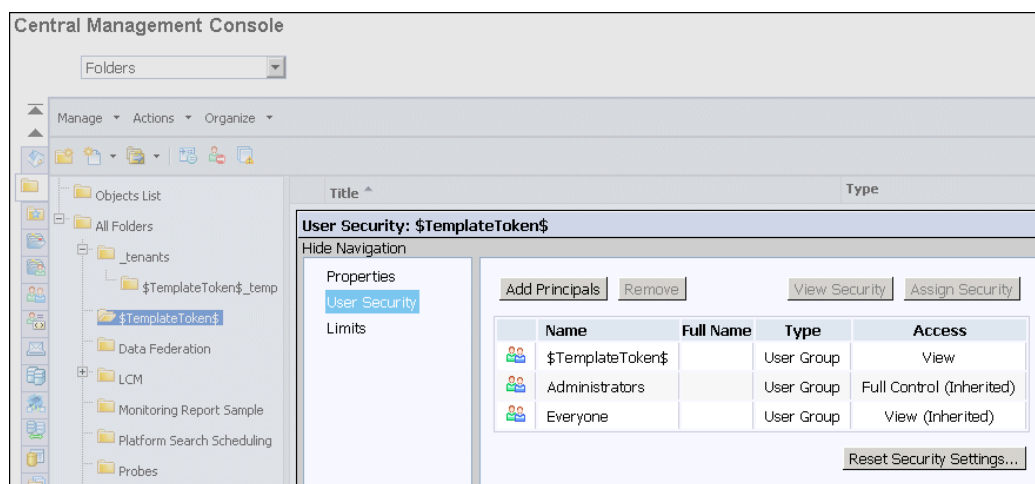 Central Management Console
Folders
Manage Actions Organize
Objects List
All Folders
_tenants
$TemplateToken$_temp
$TemplateToken$
Data Federation
LCM
Monitoring Report Sample
Platform Search Scheduling
Probes
Title Type
User Security: $TemplateToken$
Hide Navigation
Properties
User Security
Limits
Add Principals Remove View Security Assign Security
Name Full Name Type Access
$TemplateToken$ User Group View
Administrators User Group Full Control (Inherited)
Everyone User Group View (Inherited)
Reset Security Settings...